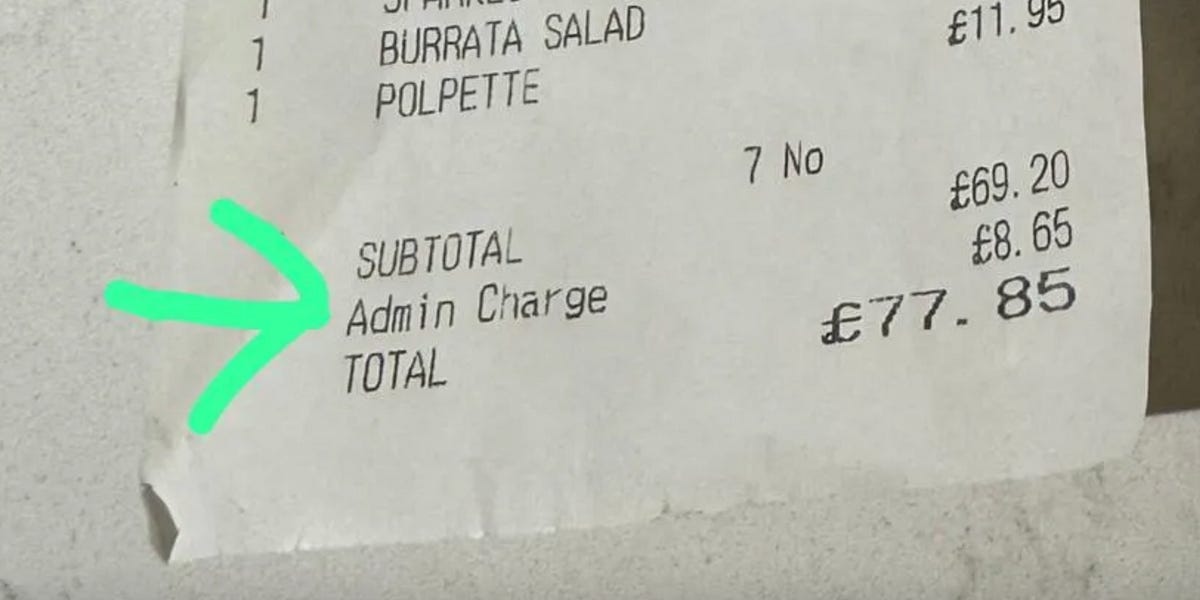 1
1 BURRATA SALAD £11.95
1 POLPETTE
7 No
SUBTOTAL £69.20
Admin Charge £8.65
TOTAL £77.85